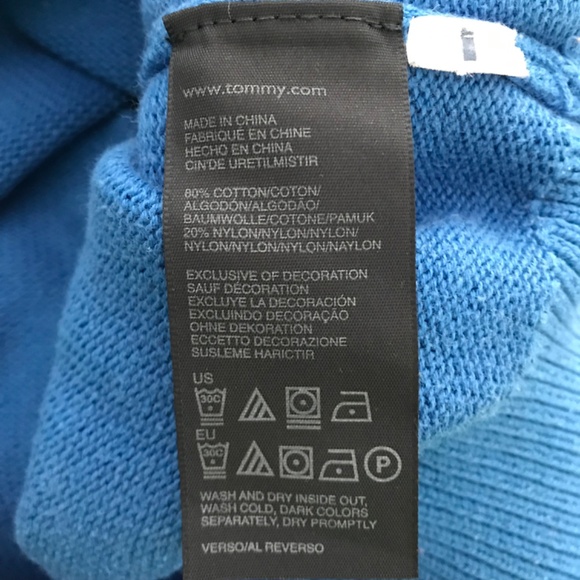 www.tommy.com
MADE IN CHINA
FABRIQUÉ EN CHINE
HECHO EN CHINA
CIN'DE URETILMISTIR
80% COTTON/COTON/
ALGODÓN/ALGODÃO/
BAUMWOLLE/COTONE/PAMUK
20% NYLON/NYLON/NYLON/
NYLON/NYLON/NYLON/NAYLON
EXCLUSIVE OF DECORATION
SAUF DÉCORATION
EXCLUYE LA DECORACIÓN
EXCLUINDO DECORAÇÃO
OHNE DEKORATION
ECCETTO DECORAZIONE
SUSLEME HARICTIR
US
30C
EU
30C P
WASH AND DRY INSIDE OUT,
WASH COLD, DARK COLORS
SEPARATELY, DRY PROMPTLY
VERSO/AL REVERSO